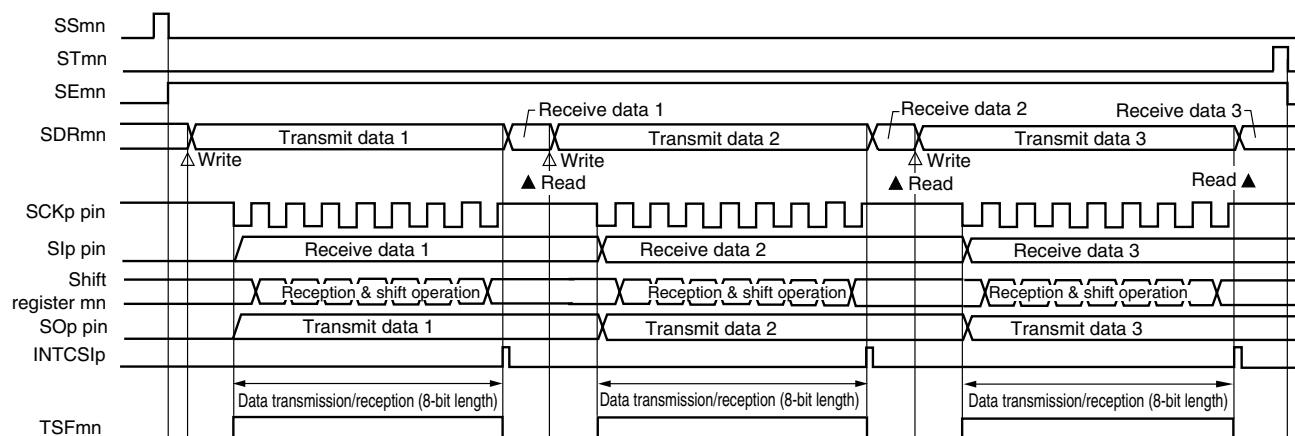 SSmn
STmn
SEmn
Receive data 1
Receive data 2
Receive data 3
SDRmn
Transmit data 1
Transmit data 2
Transmit data 3
△ Write
△ Write
△ Write
▲ Read
▲ Read
Read ▲
SCKp pin
SIp pin
Receive data 1
Receive data 2
Receive data 3
Shift
register mn
Reception & shift operation
Reception & shift operation
Reception & shift operation
SOp pin
Transmit data 1
Transmit data 2
Transmit data 3
INTCSIp
Data transmission/reception (8-bit length)
Data transmission/reception (8-bit length)
Data transmission/reception (8-bit length)
TSFmn